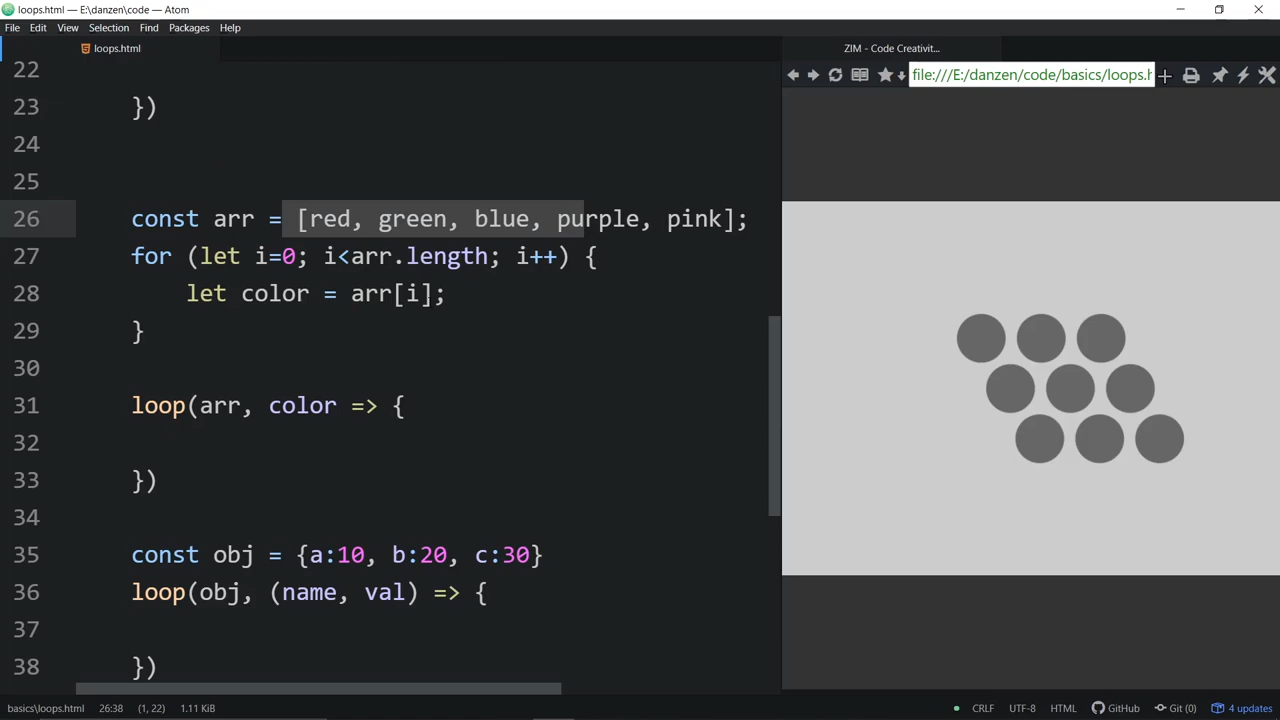 loops.html — E:\danzen\code — Atom
File Edit View Selection Find Packages Help
loops.html
ZIM - Code Creativit...
file:///E:/danzen/code/basics/loops.h
22
23 })
24
25
26 const arr = [red, green, blue, purple, pink];
27 for (let i=0; i<arr.length; i++) {
28 let color = arr[i];
29 }
30
31 loop(arr, color => {
32
33 })
34
35 const obj = {a:10, b:20, c:30}
36 loop(obj, (name, val) => {
37
38 })
basics\loops.html 26:38 (1, 22) 1.11 KiB CRLF UTF-8 HTML GitHub Git (0) 4 updates